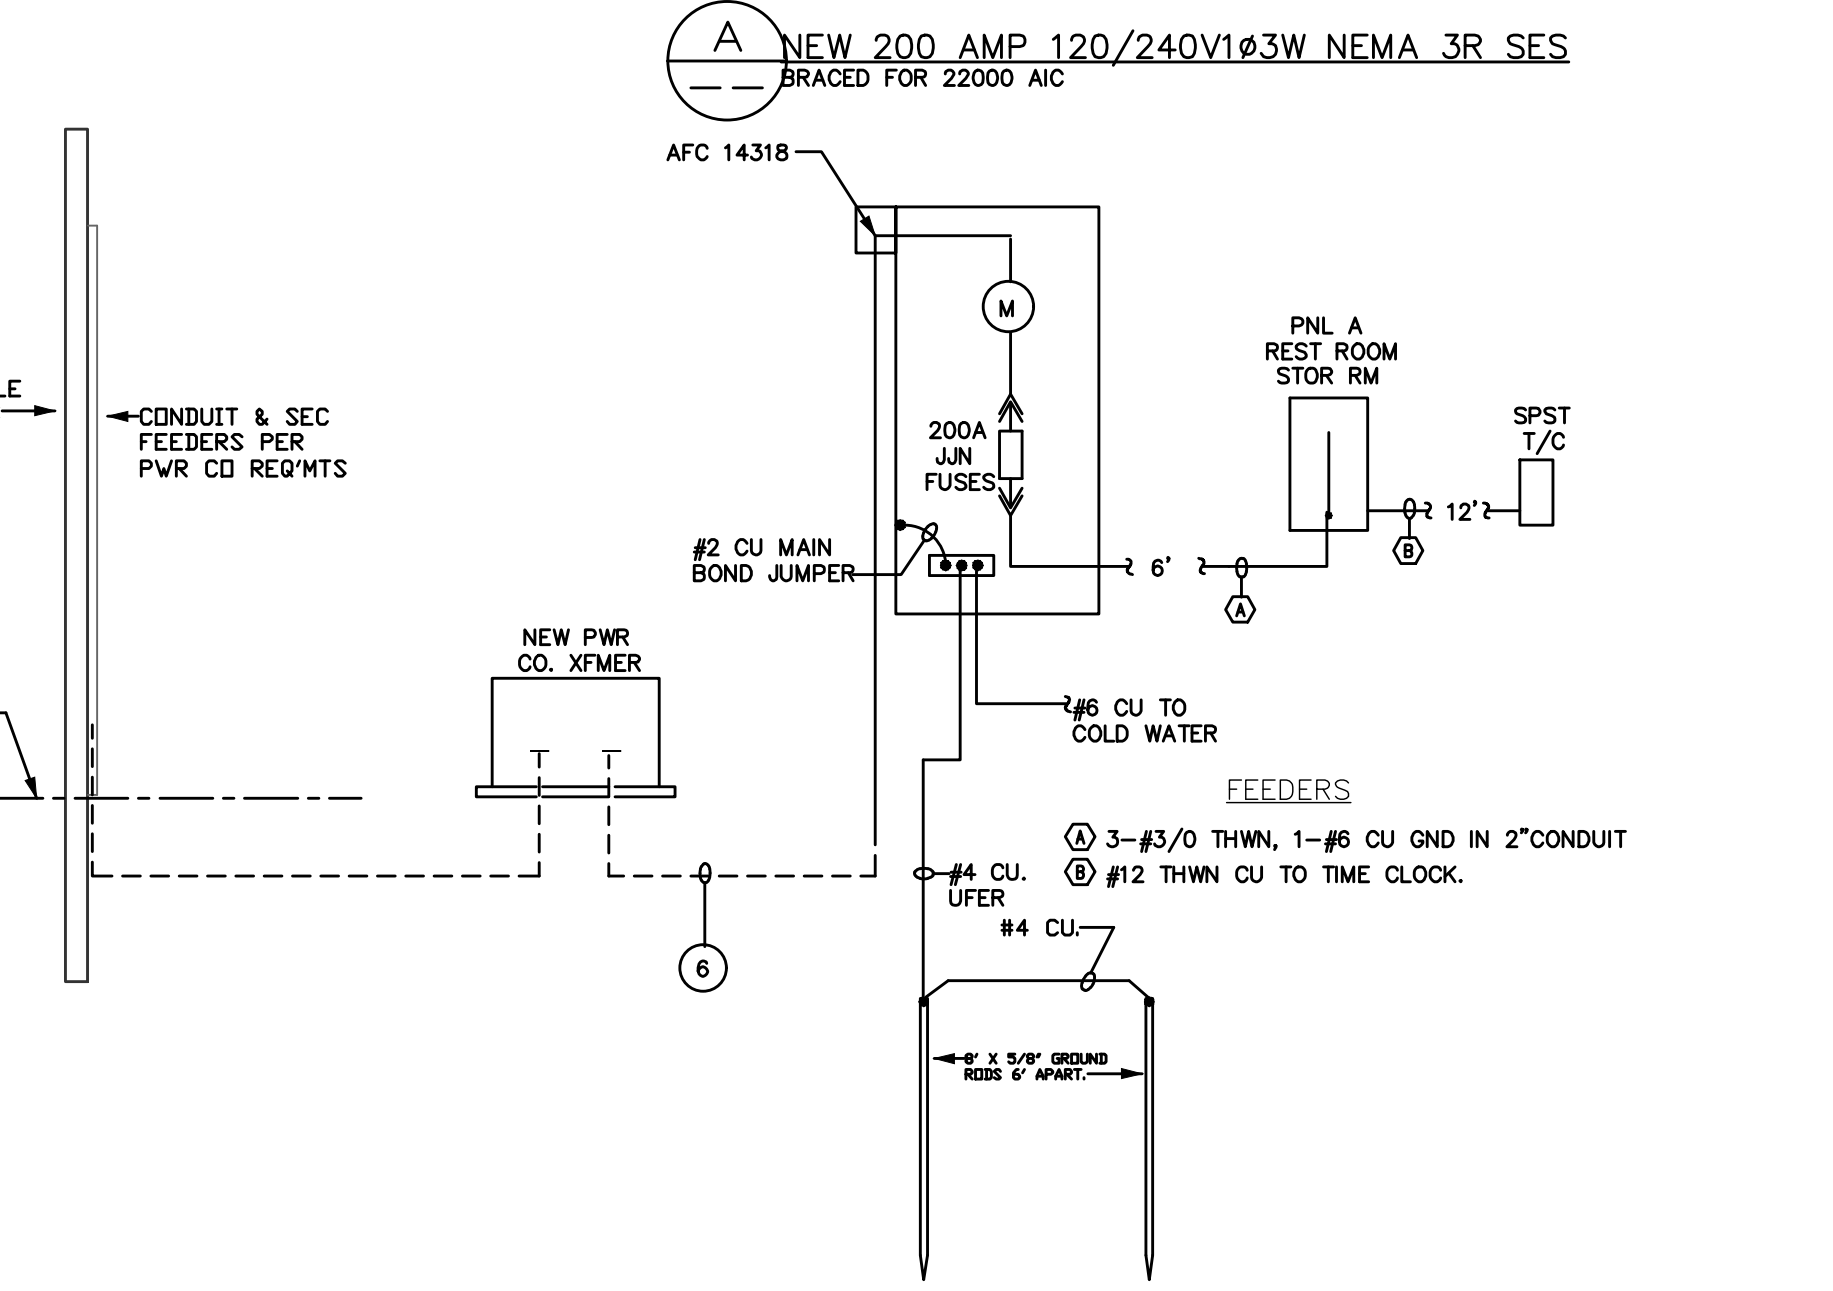 A
NEW 200 AMP 120/240V1ø3W NEMA 3R SES
BRACED FOR 22000 AIC
AFC 14318
M
PNL A
REST ROOM
STOR RM
LE
CONDUIT & SEC
FEEDERS PER
PWR CO REQ'MTS
200A
JJN
FUSES
SPST
T/C
12'
B
#2 CU MAIN
BOND JUMPER
6'
A
NEW PWR
CO. XFMER
#6 CU TO
COLD WATER
FEEDERS
A 3-#3/0 THWN, 1-#6 CU GND IN 2"CONDUIT
B #12 THWN CU TO TIME CLOCK.
#4 CU.
UFER
#4 CU.
6
8' X 5/8" GROUND
RODS 6' APART.